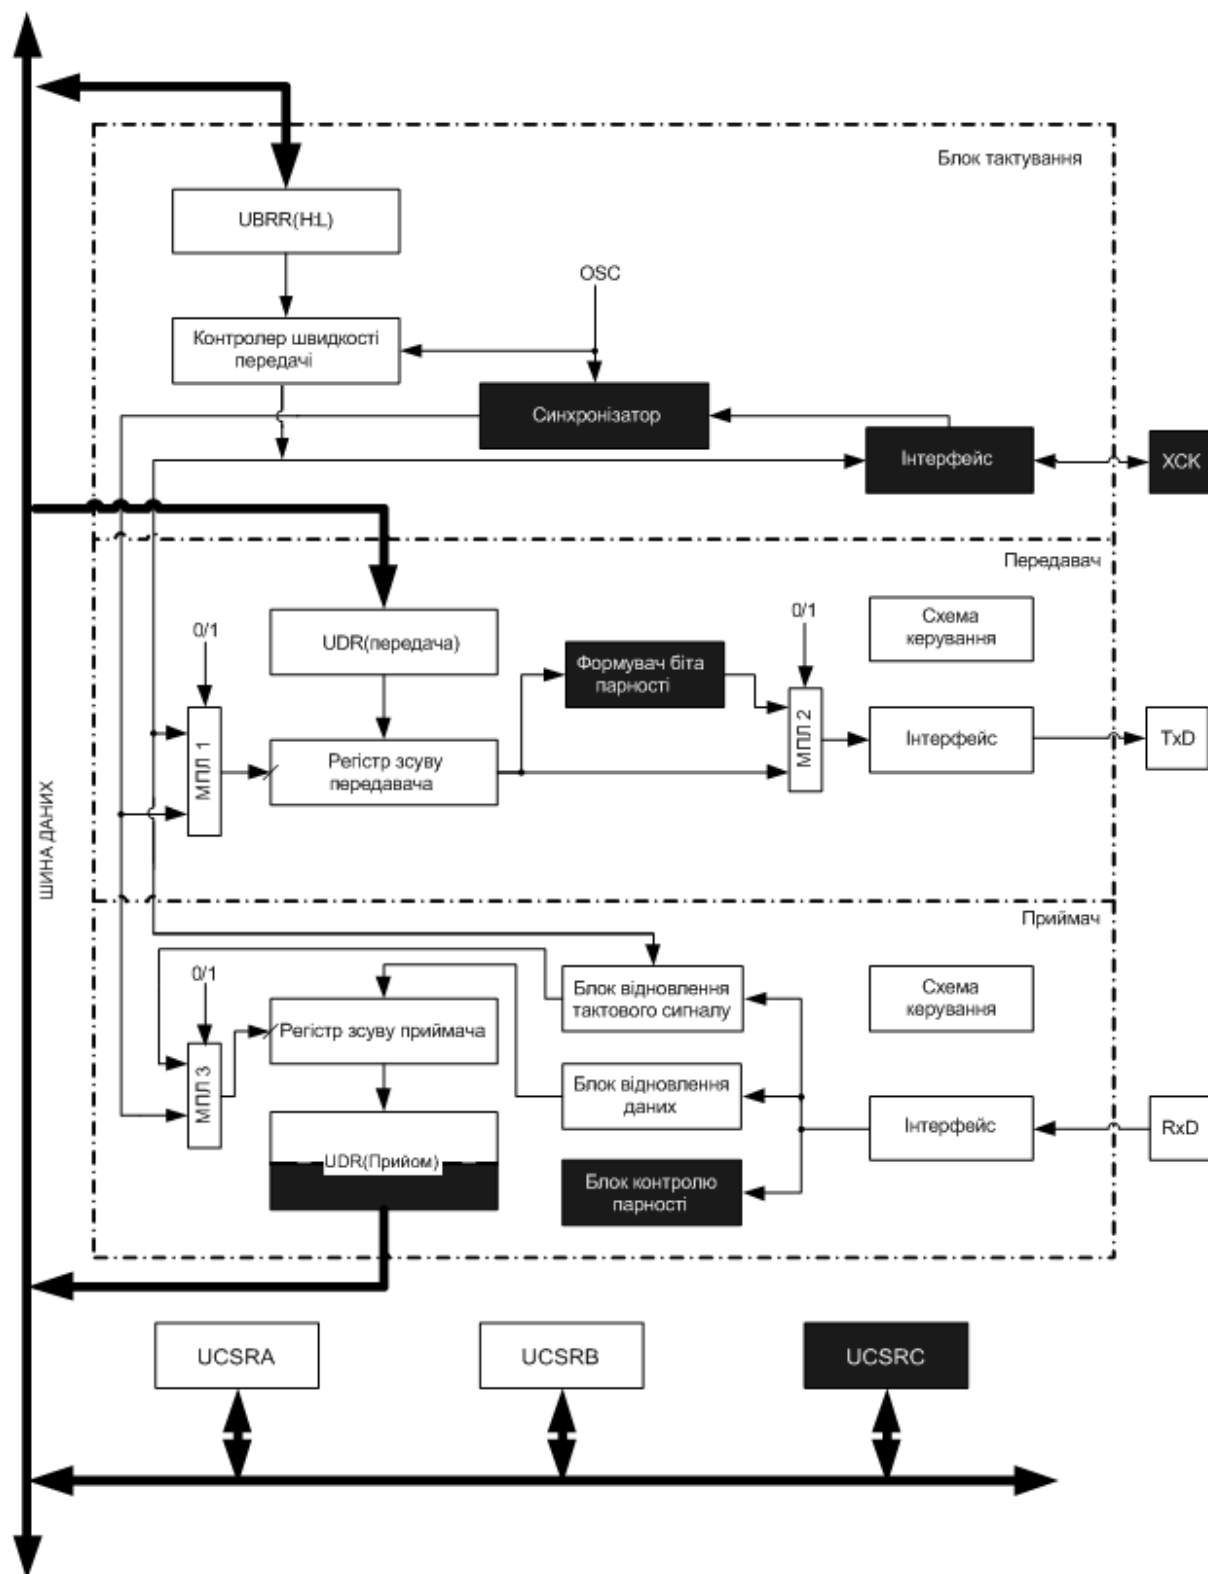 Блок тактування
UBRR(H:L)
OSC
Контролер швидкості
передачі
Синхронізатор
Інтерфейс
XCK
Передавач
0/1
UDR(передача)
0/1
Схема
керування
Формувач біта
парності
МПЛ 1
Регістр зсуву
передавача
МПЛ 2
Інтерфейс
TxD
ШИНА ДАНИХ
Приймач
0/1
Регістр зсуву приймача
Блок відновлення
тактового сигналу
Схема
керування
МПЛ 3
Блок відновлення
даних
Інтерфейс
RxD
UDR(Прийом)
Блок контролю
парності
UCSRA
UCSRB
UCSRC